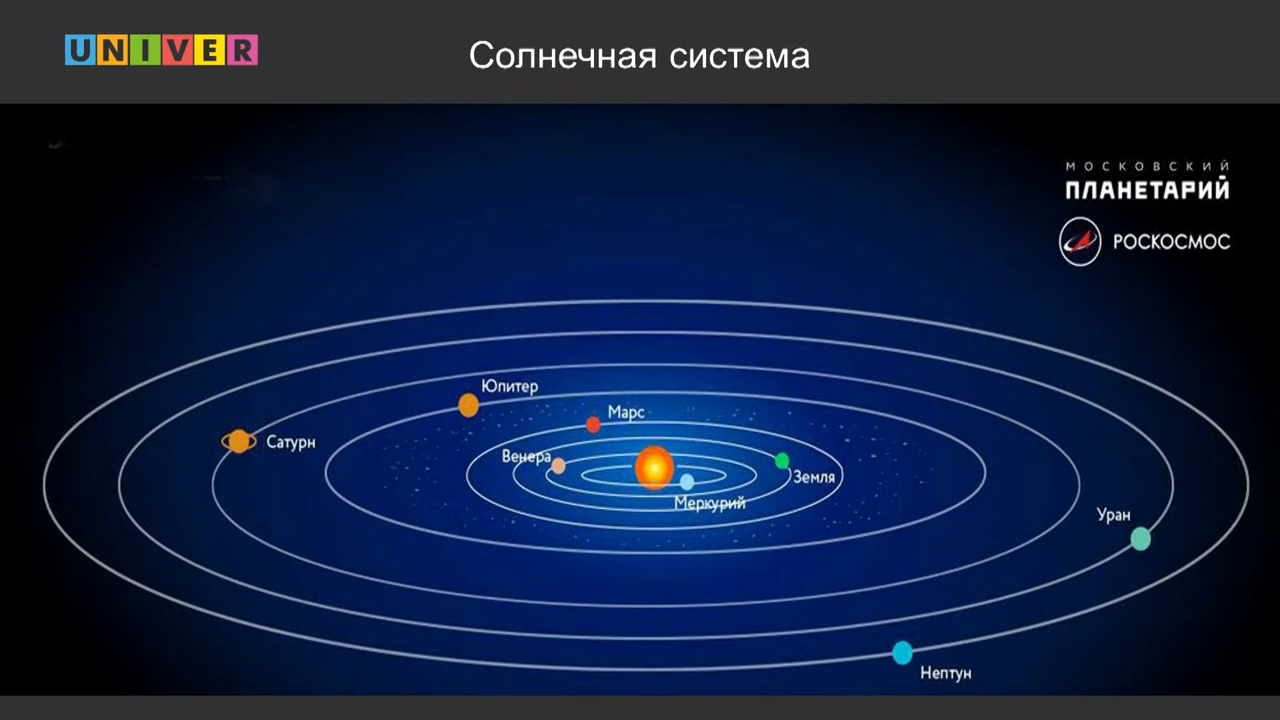 UNIVER
Солнечная система
МОСКОВСКИЙ
ПЛАНЕТАРИЙ
РОСКОСМОС
Юпитер
Марс
Сатурн
Венера
Земля
Меркурий
Уран
Нептун